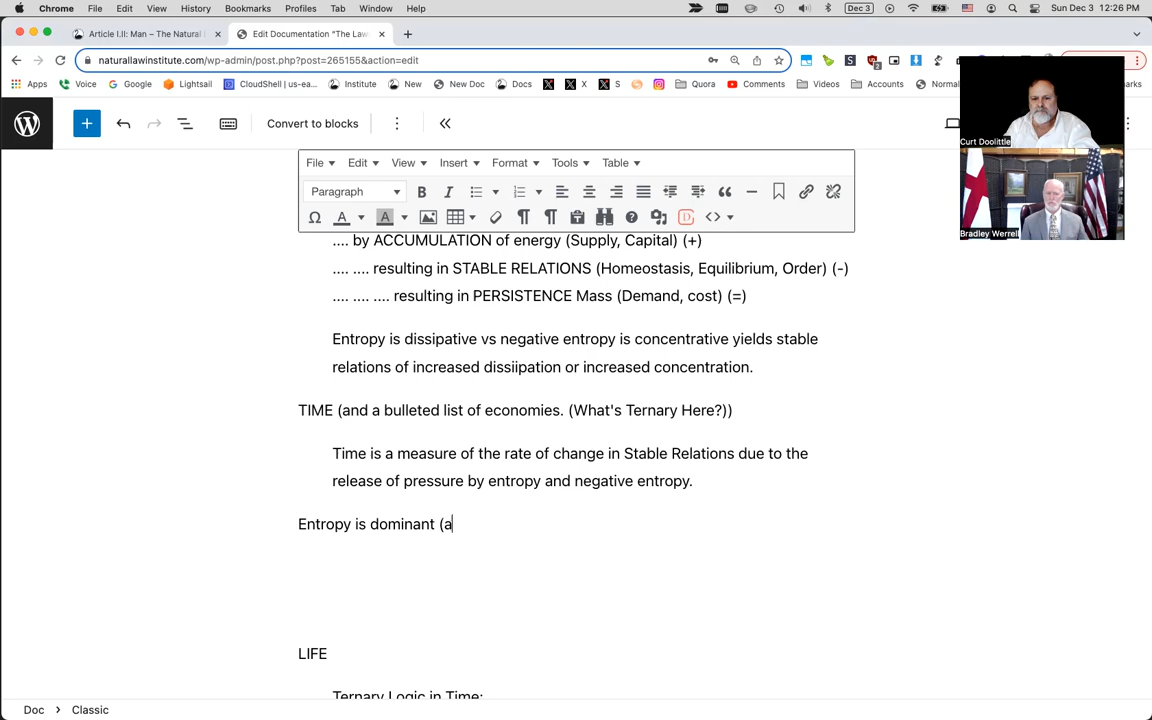 Chrome File Edit View History Bookmarks Profiles Tab Window Help Dec 3 Sun Dec 3 12:26 PM
Article I.II: Man – The Natural Edit Documentation “The Law
naturallawinstitute.com/wp-admin/post.php?post=265155&action=edit
Apps Voice Google Lightsail CloudShell | us-ea... Institute New New Doc Docs X X S Quora Comments Videos Accounts Normal marks
Convert to blocks
Curt Doolittle
File Edit View Insert Format Tools Table
Paragraph B I
Bradley Werrell
.... by ACCUMULATION of energy (Supply, Capital) (+)
.... .... resulting in STABLE RELATIONS (Homeostasis, Equilibrium, Order) (-)
.... .... .... resulting in PERSISTENCE Mass (Demand, cost) (=)
Entropy is dissipative vs negative entropy is concentrative yields stable
relations of increased dissiipation or increased concentration.
TIME (and a bulleted list of economies. (What's Ternary Here?))
Time is a measure of the rate of change in Stable Relations due to the
release of pressure by entropy and negative entropy.
Entropy is dominant (a
LIFE
Ternary Logic in Time:
Doc > Classic